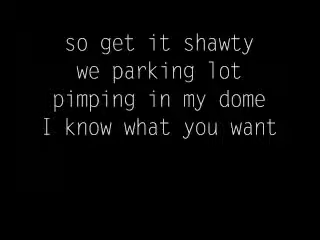 so get it shawty
we parking lot
pimping in my dome
I know what you want